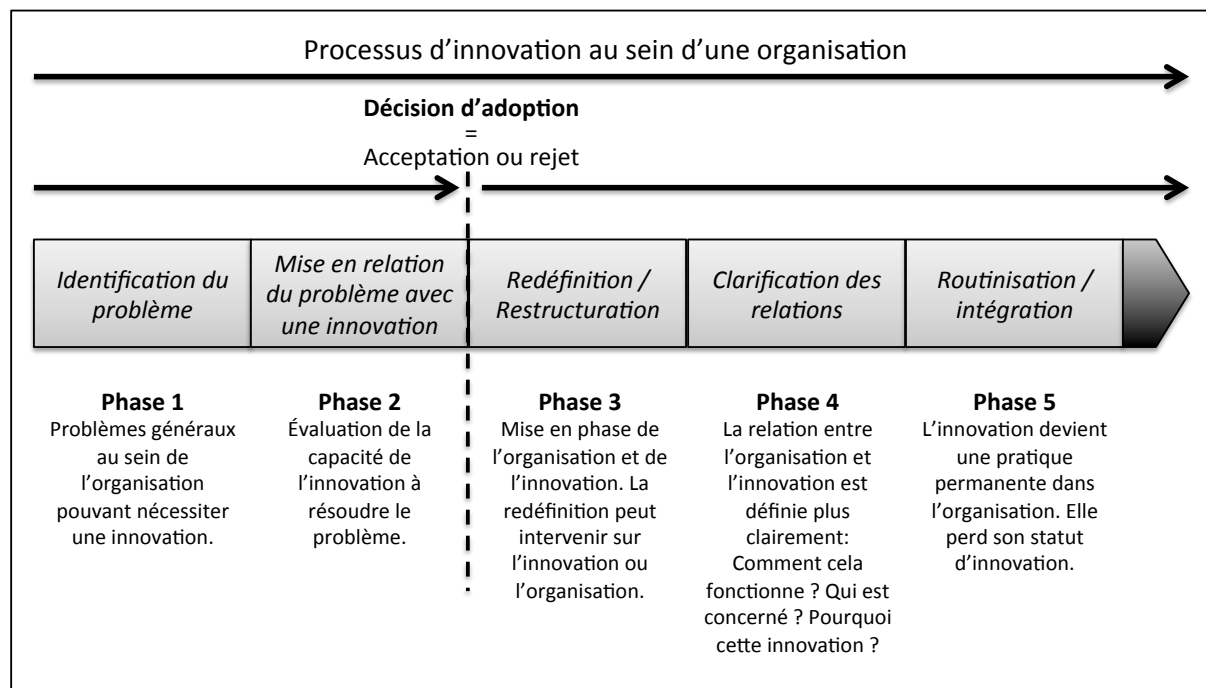 Processus d’innovation au sein d’une organisation
Décision d’adoption
=
Acceptation ou rejet
Identification du
problème
Mise en relation
du problème avec
une innovation
Redéfinition /
Restructuration
Clarification des
relations
Routinisation /
intégration
Phase 1
Problèmes généraux
au sein de
l’organisation
pouvant nécessiter
une innovation.
Phase 2
Évaluation de la
capacité de
l’innovation à
résoudre le
problème.
Phase 3
Mise en phase de
l’organisation et de
l’innovation. La
redéfinition peut
intervenir sur
l’innovation ou
l’organisation.
Phase 4
La relation entre
l’organisation et
l’innovation est
définie plus
clairement:
Comment cela
fonctionne ? Qui est
concerné ? Pourquoi
cette innovation ?
Phase 5
L’innovation devient
une pratique
permanente dans
l’organisation. Elle
perd son statut
d’innovation.